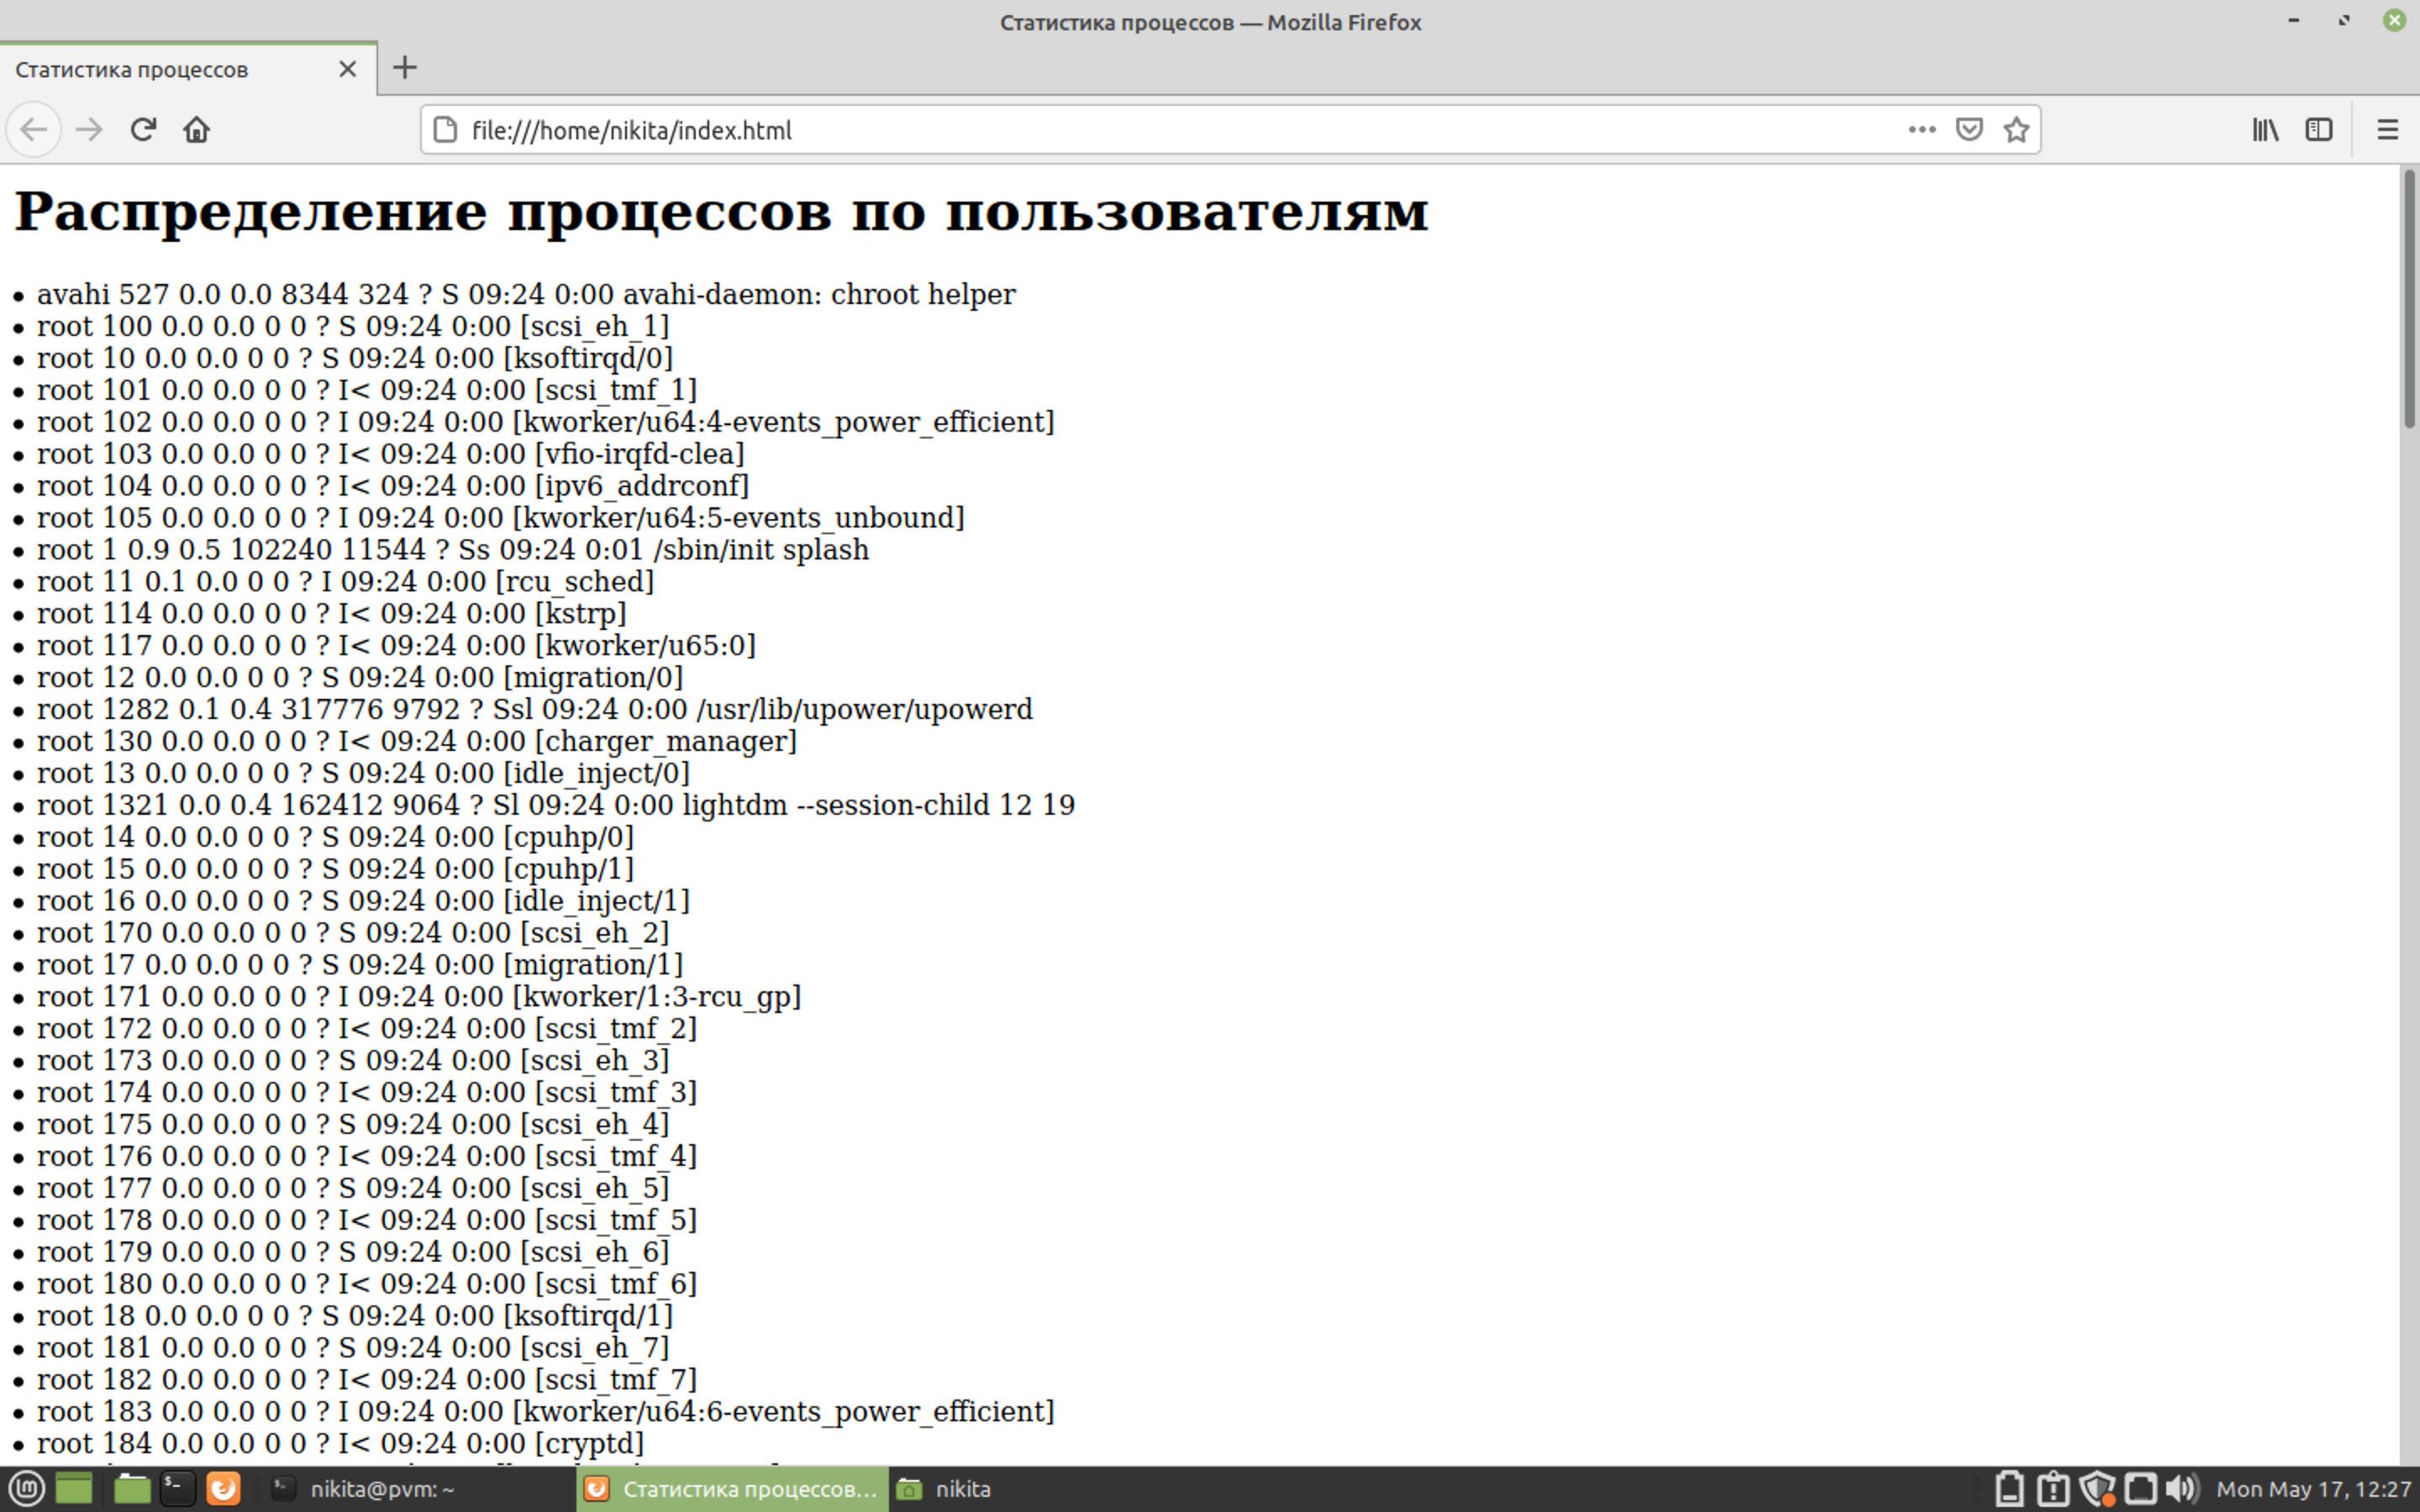 Статистика процессов — Mozilla Firefox
Статистика процессов
file:///home/nikita/index.html
Распределение процессов по пользователям
avahi 527 0.0 0.0 8344 324 ? S 09:24 0:00 avahi-daemon: chroot helper
root 100 0.0 0.0 0 0 ? S 09:24 0:00 [scsi_eh_1]
root 10 0.0 0.0 0 0 ? S 09:24 0:00 [ksoftirqd/0]
root 101 0.0 0.0 0 0 ? I< 09:24 0:00 [scsi_tmf_1]
root 102 0.0 0.0 0 0 ? I 09:24 0:00 [kworker/u64:4-events_power_efficient]
root 103 0.0 0.0 0 0 ? I< 09:24 0:00 [vfio-irqfd-clea]
root 104 0.0 0.0 0 0 ? I< 09:24 0:00 [ipv6_addrconf]
root 105 0.0 0.0 0 0 ? I 09:24 0:00 [kworker/u64:5-events_unbound]
root 1 0.9 0.5 102240 11544 ? Ss 09:24 0:01 /sbin/init splash
root 11 0.1 0.0 0 0 ? I 09:24 0:00 [rcu_sched]
root 114 0.0 0.0 0 0 ? I< 09:24 0:00 [kstrp]
root 117 0.0 0.0 0 0 ? I< 09:24 0:00 [kworker/u65:0]
root 12 0.0 0.0 0 0 ? S 09:24 0:00 [migration/0]
root 1282 0.1 0.4 317776 9792 ? Ssl 09:24 0:00 /usr/lib/upower/upowerd
root 130 0.0 0.0 0 0 ? I< 09:24 0:00 [charger_manager]
root 13 0.0 0.0 0 0 ? S 09:24 0:00 [idle_inject/0]
root 1321 0.0 0.4 162412 9064 ? Sl 09:24 0:00 lightdm --session-child 12 19
root 14 0.0 0.0 0 0 ? S 09:24 0:00 [cpuhp/0]
root 15 0.0 0.0 0 0 ? S 09:24 0:00 [cpuhp/1]
root 16 0.0 0.0 0 0 ? S 09:24 0:00 [idle_inject/1]
root 170 0.0 0.0 0 0 ? S 09:24 0:00 [scsi_eh_2]
root 17 0.0 0.0 0 0 ? S 09:24 0:00 [migration/1]
root 171 0.0 0.0 0 0 ? I 09:24 0:00 [kworker/1:3-rcu_gp]
root 172 0.0 0.0 0 0 ? I< 09:24 0:00 [scsi_tmf_2]
root 173 0.0 0.0 0 0 ? S 09:24 0:00 [scsi_eh_3]
root 174 0.0 0.0 0 0 ? I< 09:24 0:00 [scsi_tmf_3]
root 175 0.0 0.0 0 0 ? S 09:24 0:00 [scsi_eh_4]
root 176 0.0 0.0 0 0 ? I< 09:24 0:00 [scsi_tmf_4]
root 177 0.0 0.0 0 0 ? S 09:24 0:00 [scsi_eh_5]
root 178 0.0 0.0 0 0 ? I< 09:24 0:00 [scsi_tmf_5]
root 179 0.0 0.0 0 0 ? S 09:24 0:00 [scsi_eh_6]
root 180 0.0 0.0 0 0 ? I< 09:24 0:00 [scsi_tmf_6]
root 18 0.0 0.0 0 0 ? S 09:24 0:00 [ksoftirqd/1]
root 181 0.0 0.0 0 0 ? S 09:24 0:00 [scsi_eh_7]
root 182 0.0 0.0 0 0 ? I< 09:24 0:00 [scsi_tmf_7]
root 183 0.0 0.0 0 0 ? I 09:24 0:00 [kworker/u64:6-events_power_efficient]
root 184 0.0 0.0 0 0 ? I< 09:24 0:00 [cryptd]
nikita@pvm: ~ Статистика процессов... nikita Mon May 17, 12:27